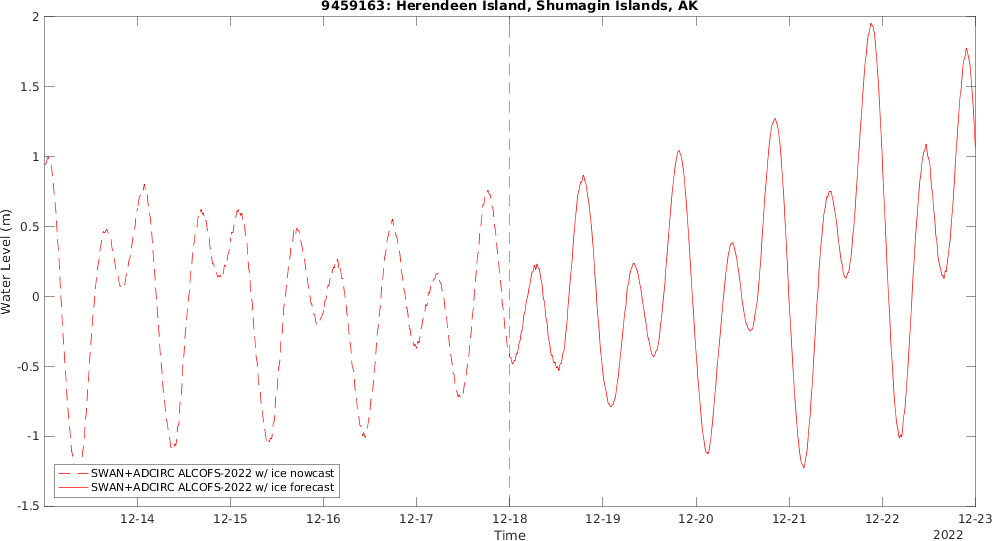 9459163: Herendeen Island, Shumagin Islands, AK
Water Level (m)
2
1.5
1
0.5
0
-0.5
-1
-1.5
SWAN+ADCIRC ALCOFS-2022 w/ ice nowcast
SWAN+ADCIRC ALCOFS-2022 w/ ice forecast
12-14 12-15 12-16 12-17 12-18 12-19 12-20 12-21 12-22 12-23
Time
2022